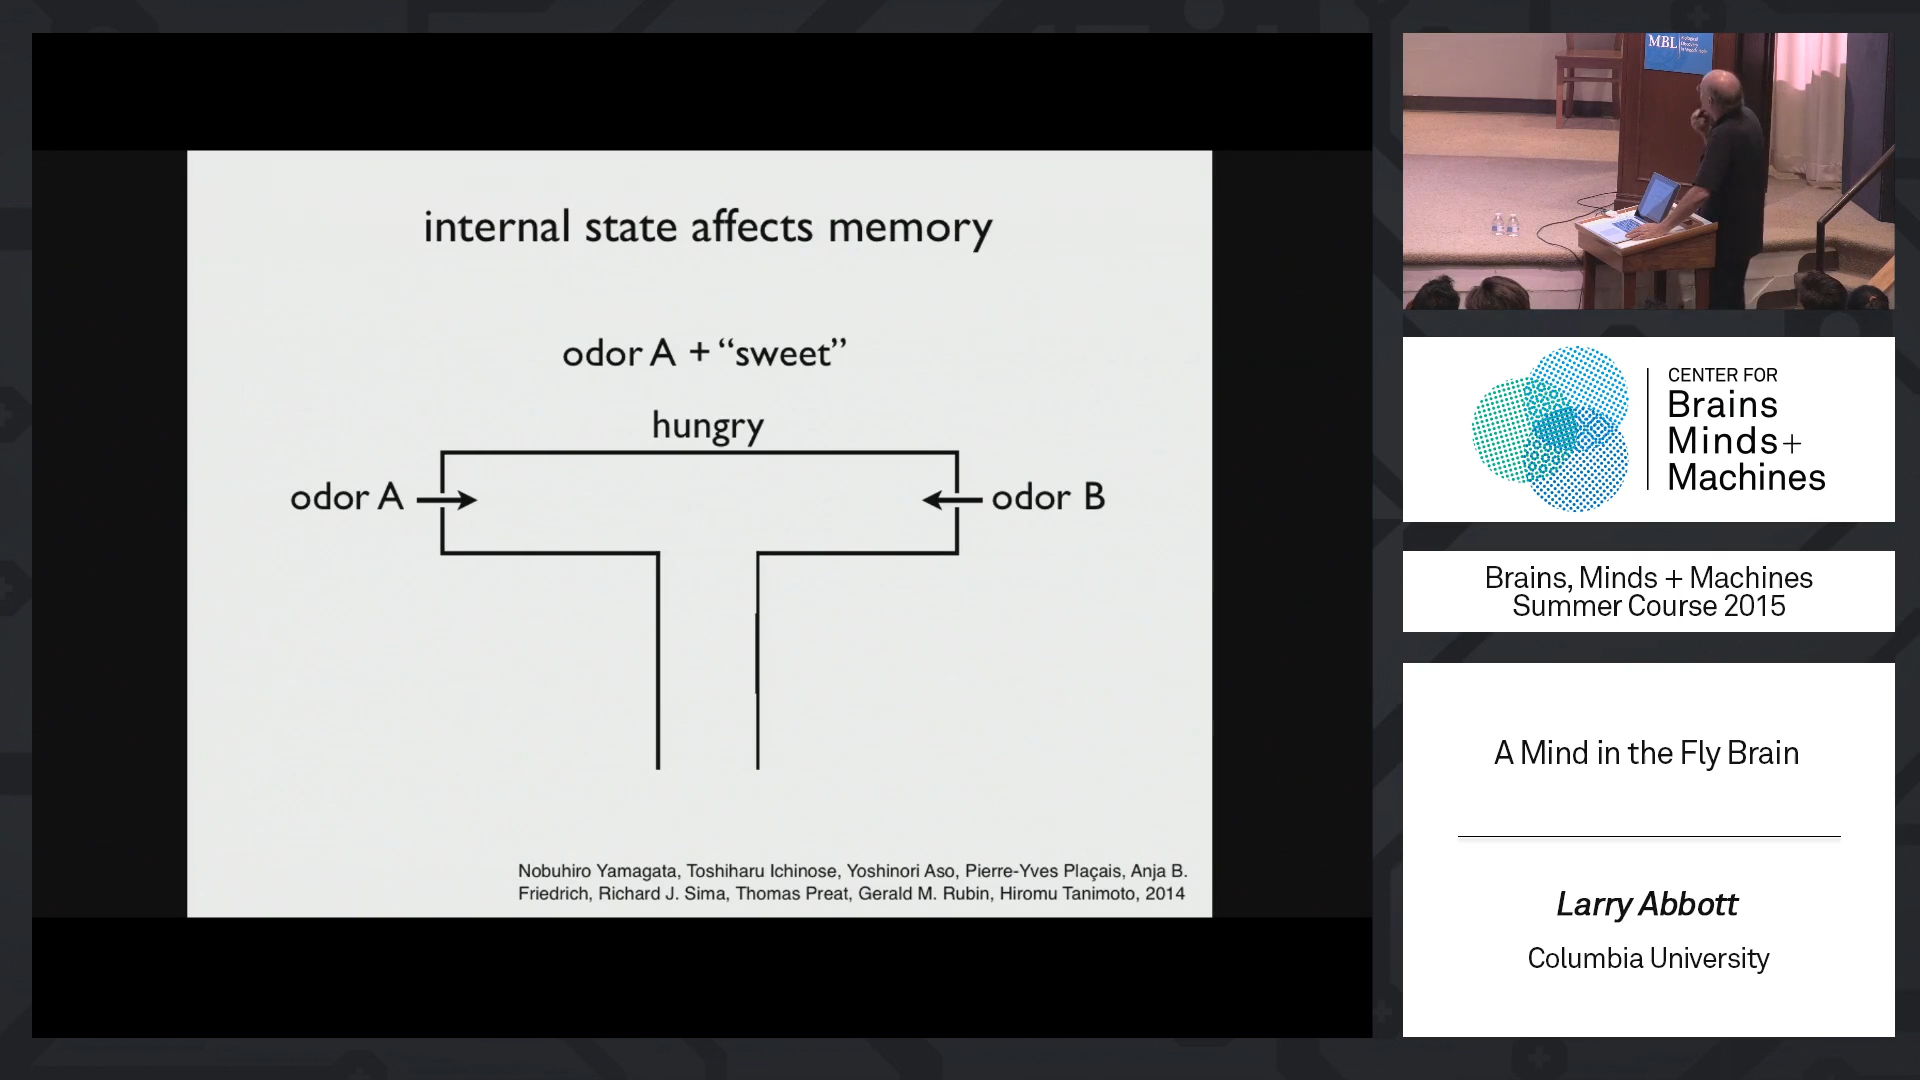 internal state affects memory
odor A + “sweet”
hungry
odor A
odor B
Nobuhiro Yamagata, Toshiharu Ichinose, Yoshinori Aso, Pierre-Yves Plaçais, Anja B.
Friedrich, Richard J. Sima, Thomas Preat, Gerald M. Rubin, Hiromu Tanimoto, 2014
MBL
CENTER FOR
Brains
Minds+
Machines
Brains, Minds + Machines
Summer Course 2015
A Mind in the Fly Brain
Larry Abbott
Columbia University